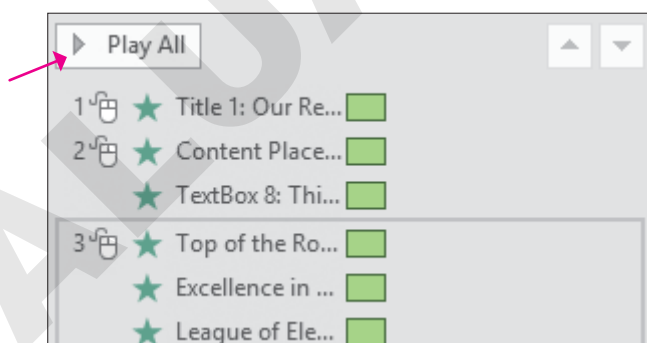 Play All
1 Title 1: Our Re...
2 Content Place...
TextBox 8: Thi...
3 Top of the Ro...
Excellence in ...
League of Ele...